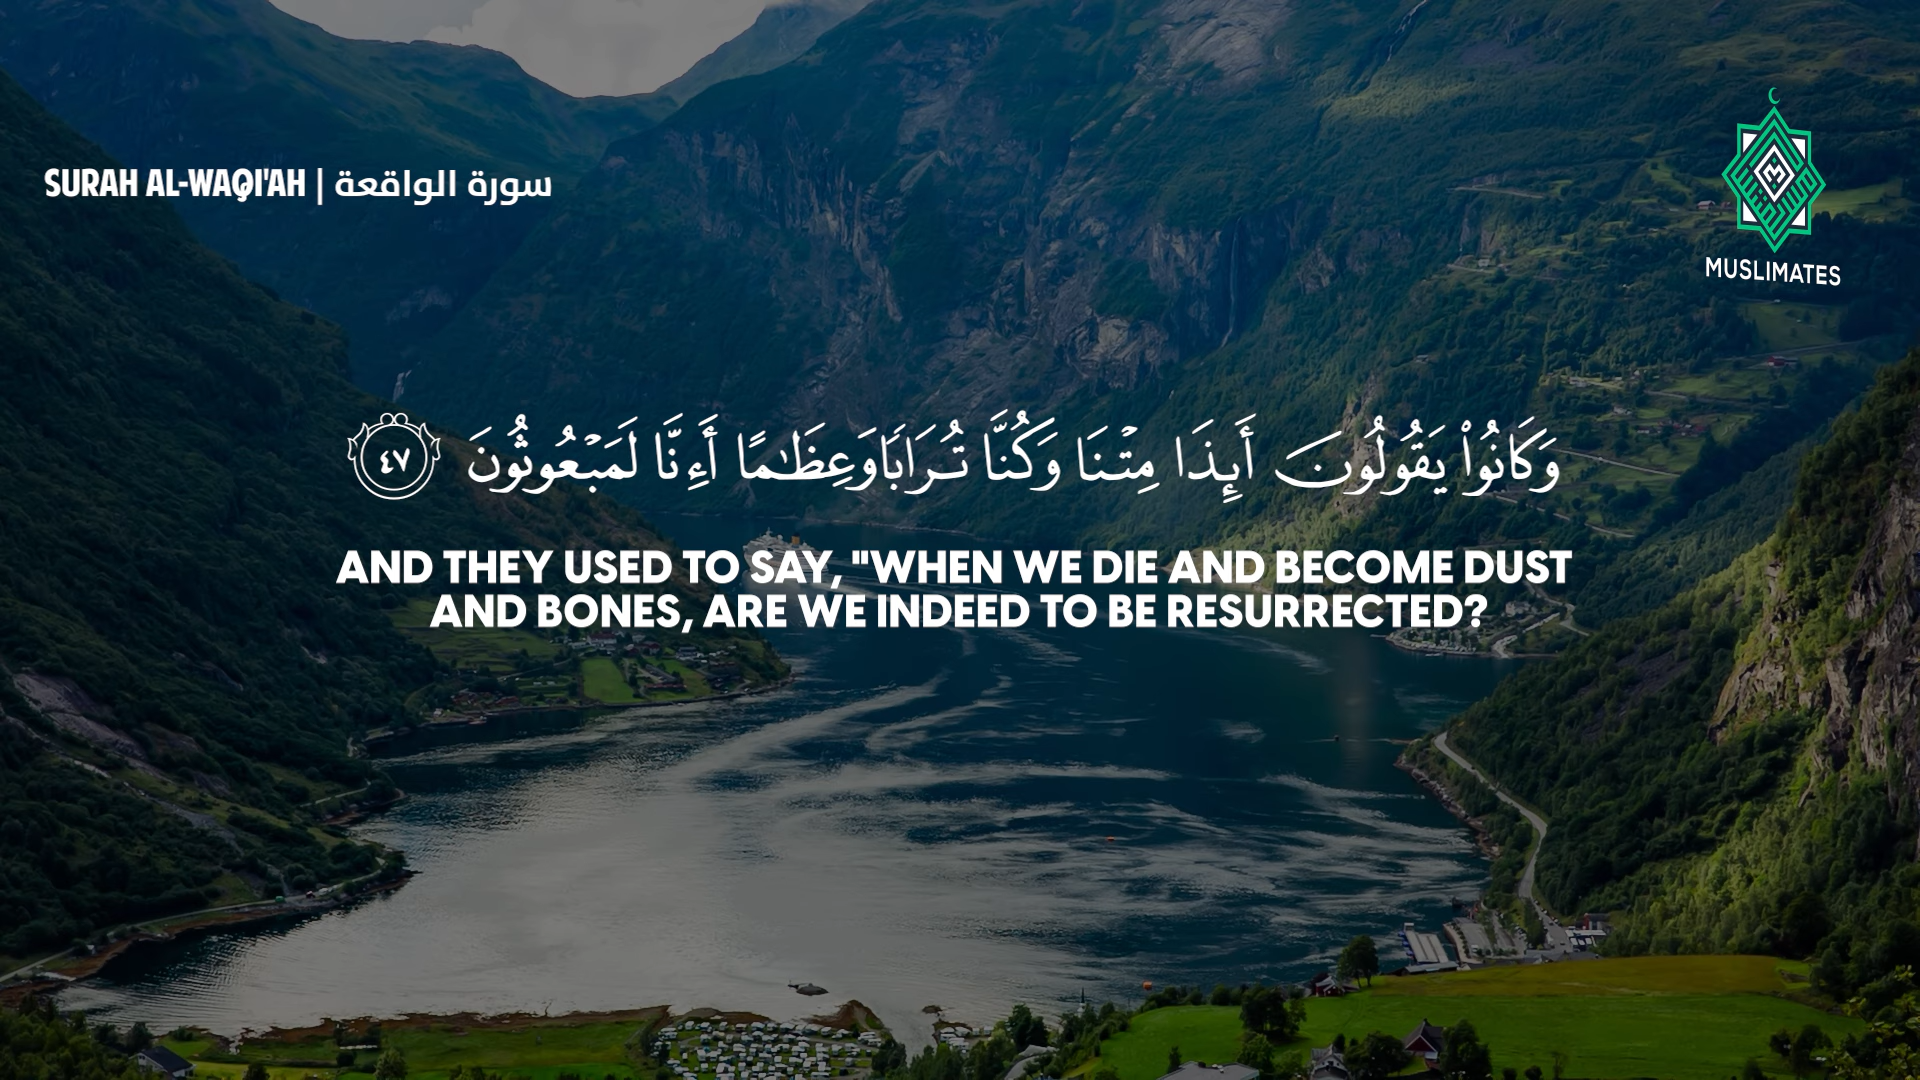 SURAH AL-WAQI'AH | سورة الواقعة
MUSLIMATES
وَكَانُوا۟ يَقُولُونَ أَئِذَا مِتْنَا وَكُنَّا تُرَابًا وَعِظَـٰمًا أَءِنَّا لَمَبْعُوثُونَ ٤٧
AND THEY USED TO SAY, "WHEN WE DIE AND BECOME DUST
AND BONES, ARE WE INDEED TO BE RESURRECTED?